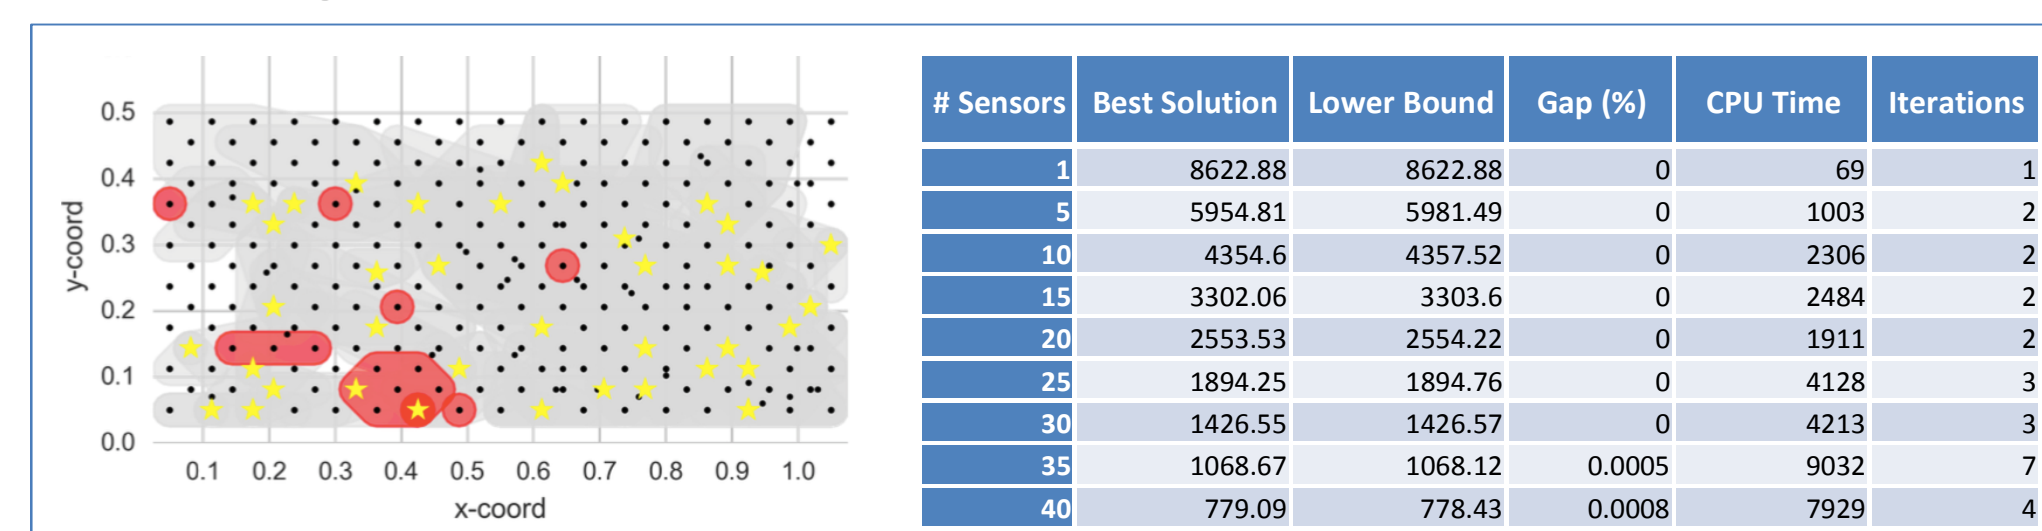 0.5
0.4
0.3
0.2
0.1
0.0
y-coord
0.1 0.2 0.3 0.4 0.5 0.6 0.7 0.8 0.9 1.0
x-coord
# Sensors Best Solution Lower Bound Gap (%) CPU Time Iterations
1 8622.88 8622.88 0 69 1
5 5954.81 5981.49 0 1003 2
10 4354.6 4357.52 0 2306 2
15 3302.06 3303.6 0 2484 2
20 2553.53 2554.22 0 1911 2
25 1894.25 1894.76 0 4128 3
30 1426.55 1426.57 0 4213 3
35 1068.67 1068.12 0.0005 9032 7
40 779.09 778.43 0.0008 7929 4